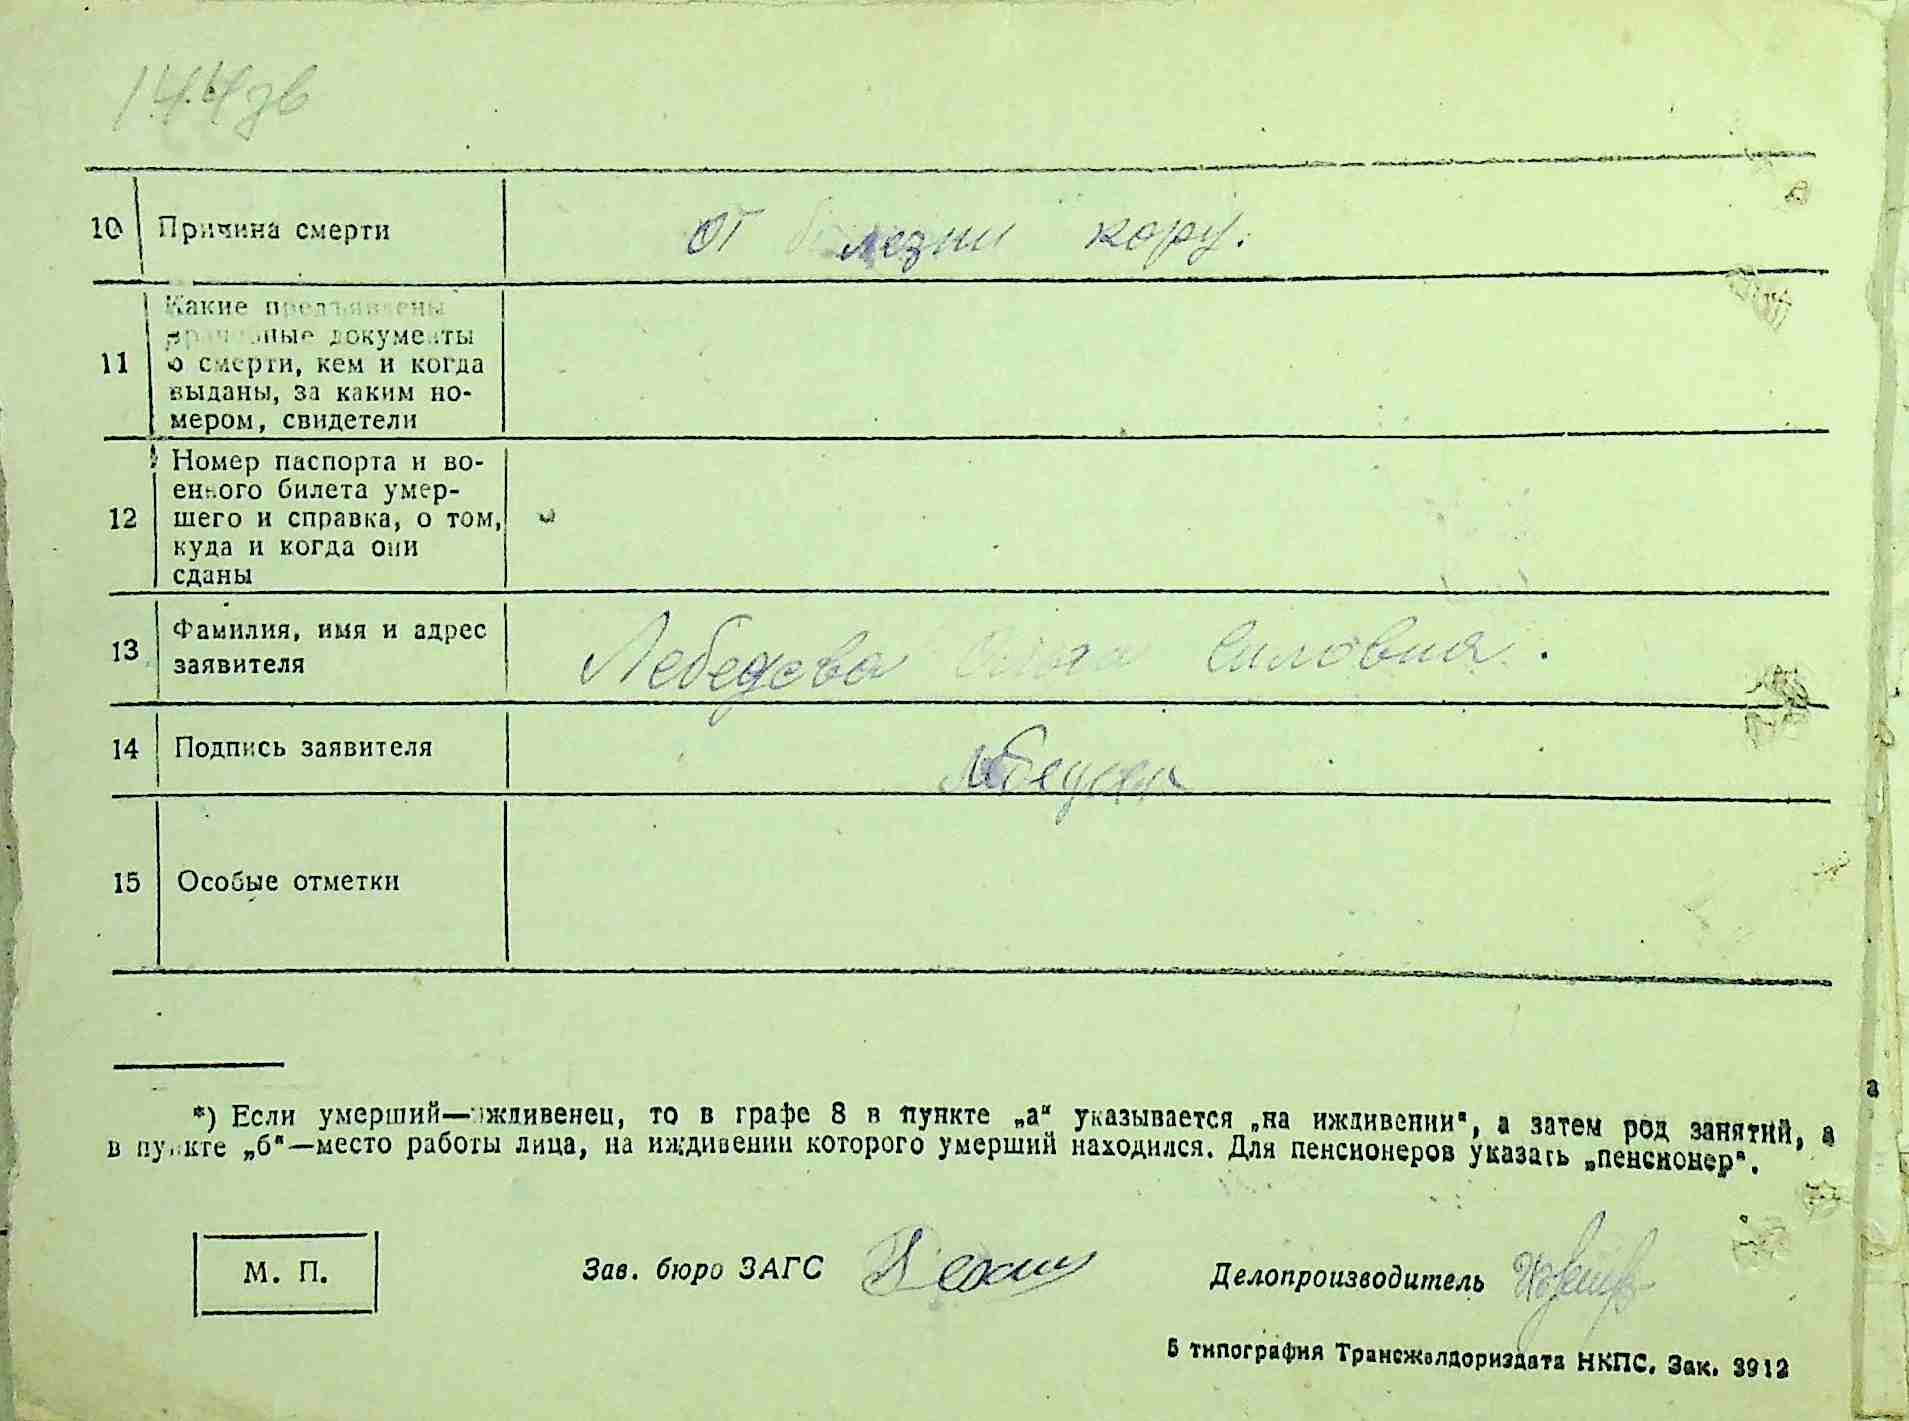 144 зв
10 Причина смерти от болезни кору.
11 Какие предъявлены
врачебные документы
о смерти, кем и когда
выданы, за каким но-
мером, свидетели
Номер паспорта и во-
енного билета умер-
12 шего и справка, о том,
куда и когда они
сданы
13 Фамилия, имя и адрес
заявителя Лебедева Силовна.
14 Подпись заявителя Лебедева
15 Особые отметки
*) Если умерший—иждивенец, то в графе 8 в пункте „а“ указывается „на иждивении“, а затем род занятий, а
в пункте „б“—место работы лица, на иждивении которого умерший находился. Для пенсионеров указать „пенсионер“.
М. П. Зав. бюро ЗАГС Делопроизводитель
5 типография Трансжелдориздата НКПС. Зак. 3912